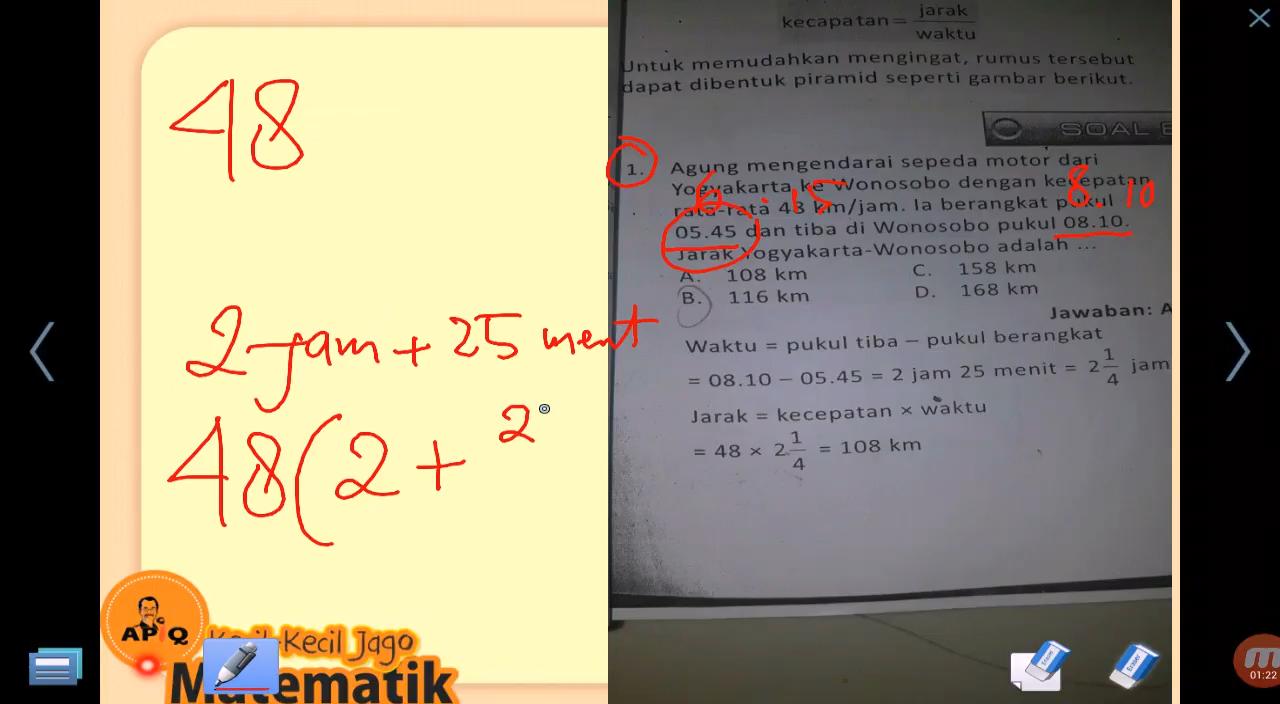 48
2 jam + 25 menit
48(2 + 2
APiQ
Kecil-Kecil Jago
Matematik
kecapatan = jarak
waktu
Untuk memudahkan mengingat, rumus tersebut
dapat dibentuk piramid seperti gambar berikut.
SOAL
1. Agung mengendarai sepeda motor dari
Yogyakarta ke Wonosobo dengan kecepatan
rata-rata 48 km/jam. Ia berangkat pukul
6 . 15
8. 10
05.45 dan tiba di Wonosobo pukul 08.10.
Jarak Yogyakarta-Wonosobo adalah ...
A. 108 km C. 158 km
B. 116 km D. 168 km
Jawaban: A
Waktu = pukul tiba – pukul berangkat
= 08.10 – 05.45 = 2 jam 25 menit = 2 1/4 jam
Jarak = kecepatan × waktu
= 48 × 2 1/4 = 108 km
Eraser
Eraser
01:22